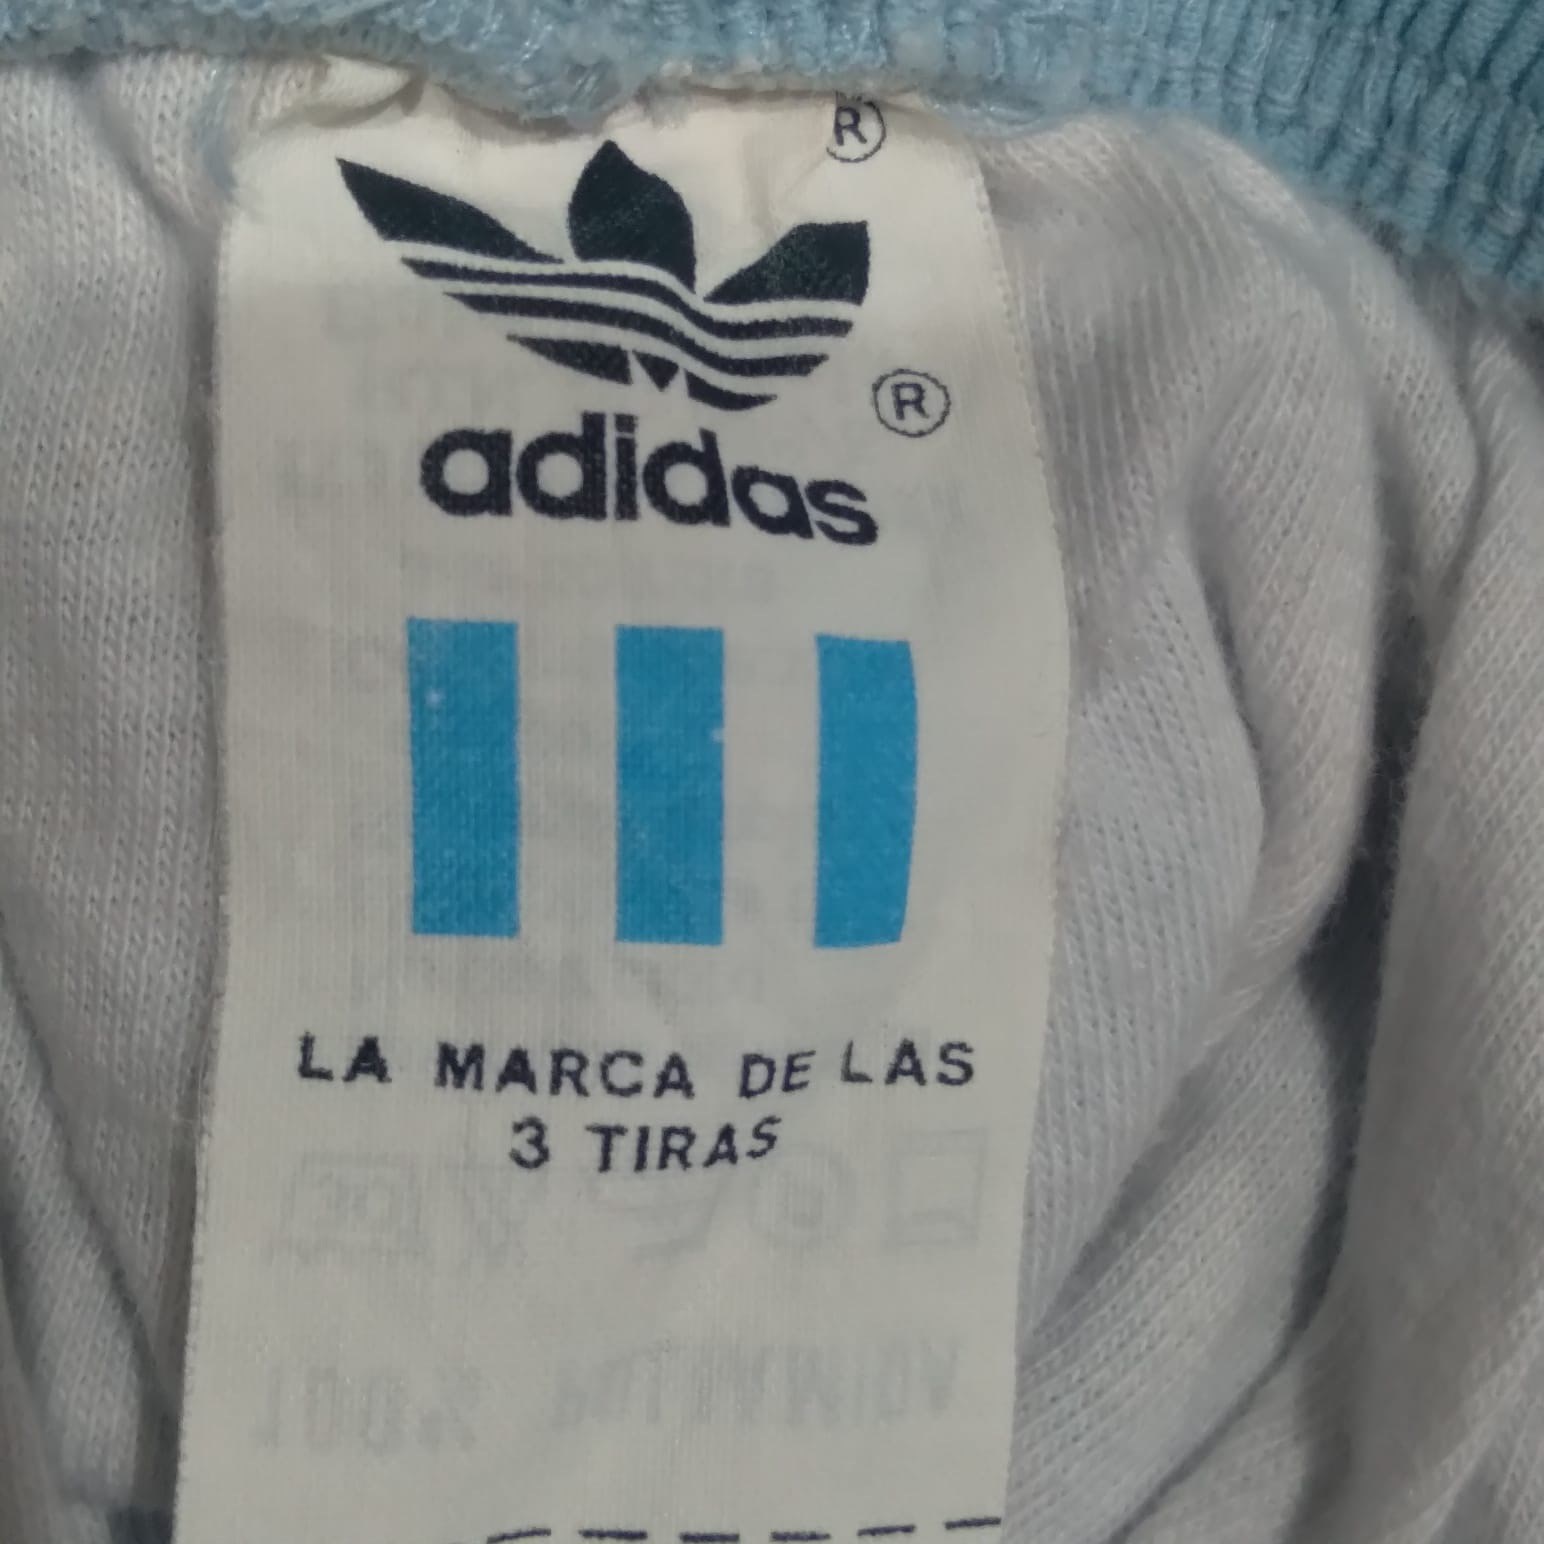 ®
®
adidas
LA MARCA DE LAS
3 TIRAS